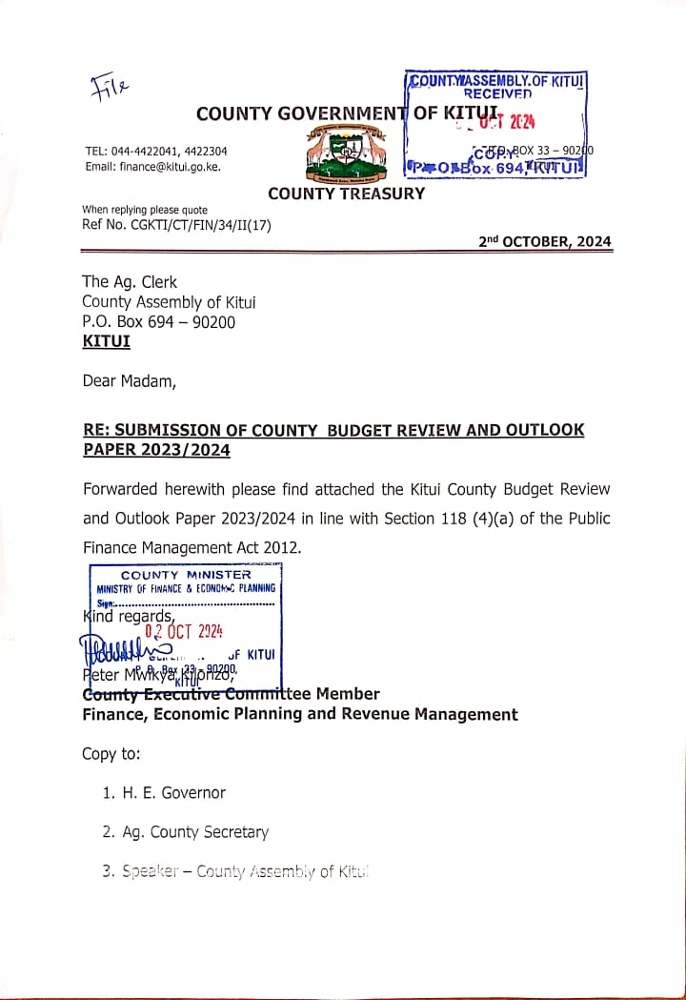 File
COUNTY ASSEMBLY OF KITUI
RECEIVED
COUNTY GOVERNMENT OF KITUI
OCT 2024
TEL: 044-4422041, 4422304
BOX 33 – 90200
Email: finance@kitui.go.ke.
P.O. Box 694, KITUI
COUNTY TREASURY
When replying please quote
Ref No. CGKTI/CT/FIN/34/II(17)
2nd OCTOBER, 2024
The Ag. Clerk
County Assembly of Kitui
P.O. Box 694 – 90200
KITUI
Dear Madam,
RE: SUBMISSION OF COUNTY BUDGET REVIEW AND OUTLOOK
PAPER 2023/2024
Forwarded herewith please find attached the Kitui County Budget Review
and Outlook Paper 2023/2024 in line with Section 118 (4)(a) of the Public
Finance Management Act 2012.
COUNTY MINISTER
MINISTRY OF FINANCE & ECONOMIC PLANNING
Sign:
Kind regards,
02 OCT 2024
OF KITUI
P. O. Box 33 - 90200,
KITUI
Peter Mwikya Kilonzo,
County Executive Committee Member
Finance, Economic Planning and Revenue Management
Copy to:
1. H. E. Governor
2. Ag. County Secretary
3. Speaker – County Assembly of Kitui